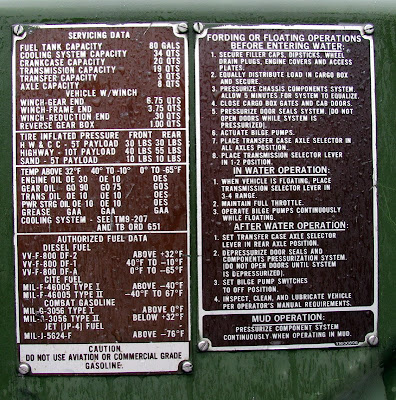 SERVICING DATA
FUEL TANK CAPACITY 80 GALS
COOLING SYSTEM CAPACITY 34 QTS
CRANKCASE CAPACITY 20 QTS
TRANSMISSION CAPACITY 19 QTS
TRANSFER CAPACITY 3 QTS
AXLE CAPACITY 8 QTS
VEHICLE W/WINCH
WINCH-GEAR END 6.75 QTS
WINCH-FRAME END 3.75 QTS
WINCH-REDUCTION END .30 QTS
REVERSE GEAR BOX 1.00 QTS
TIRE INFLATED PRESSURE FRONT REAR
H W & C C - 5T PAYLOAD 30 LBS 30 LBS
HIGHWAY - 10T PAYLOAD 40 LBS 55 LBS
SAND - 5T PAYLOAD 10 LBS 10 LBS
TEMP ABOVE 32°F 40°F TO -10° 0° TO -65°F
ENGINE OIL OE 30 OE 10 OES
GEAR OIL GO 90 GO 75 GOS
TRANS OIL OE 10 OE 10 OES
PWR STRG OIL OE 10 OE 10 OES
GREASE GAA GAA GAA
COOLING SYSTEM - SEE TM9-207
AND TB ORD 651
AUTHORIZED FUEL DATA
DIESEL FUEL
VV-F-800 DF-2 ABOVE +32°F
VV-F-800 DF-1 40°F TO -10°F
VV-F-800 DF-A 0°F TO -65°F
CITE FUEL
MIL-F-46005 TYPE I ABOVE -40°F
MIL-F-46005 TYPE II -40°F TO 67°F
COMBAT GASOLINE
MIL-G-3056 TYPE I ABOVE 0°F
3056 TYPE II BELOW +32°F
JET (JP-4) FUEL
MIL-J-5624-F ABOVE -76°F
CAUTION
DO NOT USE AVIATION OR COMMERCIAL GRADE
GASOLINE.
FORDING OR FLOATING OPERATIONS
BEFORE ENTERING WATER:
1. SECURE FILLER CAPS, DIPSTICKS, WHEEL
DRAIN PLUGS, ENGINE COVERS AND ACCESS
PLATES.
2. EQUALLY DISTRIBUTE LOAD IN CARGO BOX
AND SECURE.
3. PRESSURIZE CHASSIS COMPONENTS SYSTEM
ALLOW 5 MINUTES FOR SYSTEM TO EQUALIZE.
4. CLOSE CARGO BOX GATES AND CAB DOORS.
5. PRESSURIZE DOOR SEALS SYSTEM. (DO NOT
OPEN DOORS WHILE SYSTEM IS
PRESSURIZED).
6. ACTUATE BILGE PUMPS.
7. PLACE TRANSFER CASE AXLE SELECTOR IN
ALL AXLES POSITION.
8. PLACE TRANSMISSION SELECTOR LEVER
IN 1-2 POSITION.
IN WATER OPERATION:
1. WHEN VEHICLE IS FLOATING, PLACE
TRANSMISSION SELECTOR LEVER IN
3-4 RANGE.
2. MAINTAIN FULL THROTTLE.
3. OPERATE BILGE PUMPS CONTINUOUSLY
WHILE FLOATING.
AFTER WATER OPERATION:
1. SET TRANSFER CASE AXLE SELECTOR
LEVER IN REAR AXLE POSITION.
2. DEPRESSURIZE DOOR SEALS AND
COMPONENTS PRESSURIZATION SYSTEM.
(DO NOT OPEN DOORS UNTIL SYSTEM
IS DEPRESSURIZED).
3. SET BILGE PUMP SWITCHES
TO OFF POSITION.
4. INSPECT, CLEAN, AND LUBRICATE VEHICLE
PER OPERATOR'S MANUAL REQUIREMENTS.
MUD OPERATION:
PRESSURIZE COMPONENT SYSTEM
CONTINUOUSLY WHEN OPERATING IN MUD.